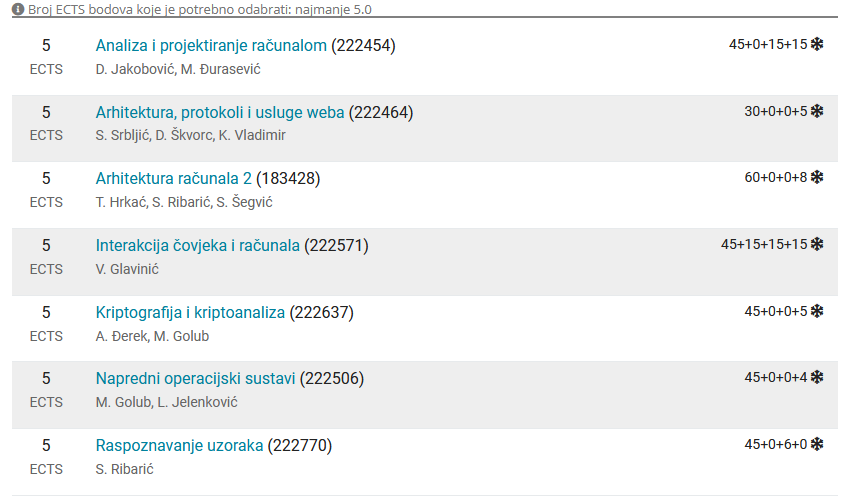 Broj ECTS bodova koje je potrebno odabrati: najmanje 5.0
5 Analiza i projektiranje računalom (222454) 45+0+15+15
ECTS D. Jakobović, M. Đurasević
5 Arhitektura, protokoli i usluge weba (222464) 30+0+0+5
ECTS S. Srbljić, D. Škvorc, K. Vladimir
5 Arhitektura računala 2 (183428) 60+0+0+8
ECTS T. Hrkać, S. Ribarić, S. Šegvić
5 Interakcija čovjeka i računala (222571) 45+15+15+15
ECTS V. Glavinić
5 Kriptografija i kriptoanaliza (222637) 45+0+0+5
ECTS A. Đerek, M. Golub
5 Napredni operacijski sustavi (222506) 45+0+0+4
ECTS M. Golub, L. Jelenković
5 Raspoznavanje uzoraka (222770) 45+0+6+0
ECTS S. Ribarić